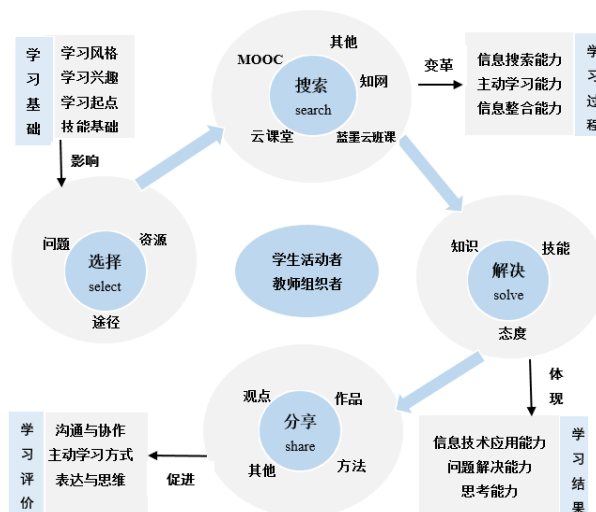 学习基础
学习风格
学习兴趣
学习起点
技能基础
影响
MOOC
其他
知网
云课堂
蓝墨云班课
搜索
search
变革
信息搜索能力
主动学习能力
信息整合能力
学习过程
问题
资源
途径
选择
select
学生活动者
教师组织者
知识
技能
态度
解决
solve
体现
信息技术应用能力
问题解决能力
思考能力
学习结果
观点
作品
其他
方法
分享
share
促进
沟通与协作
主动学习方式
表达与思维
学习评价